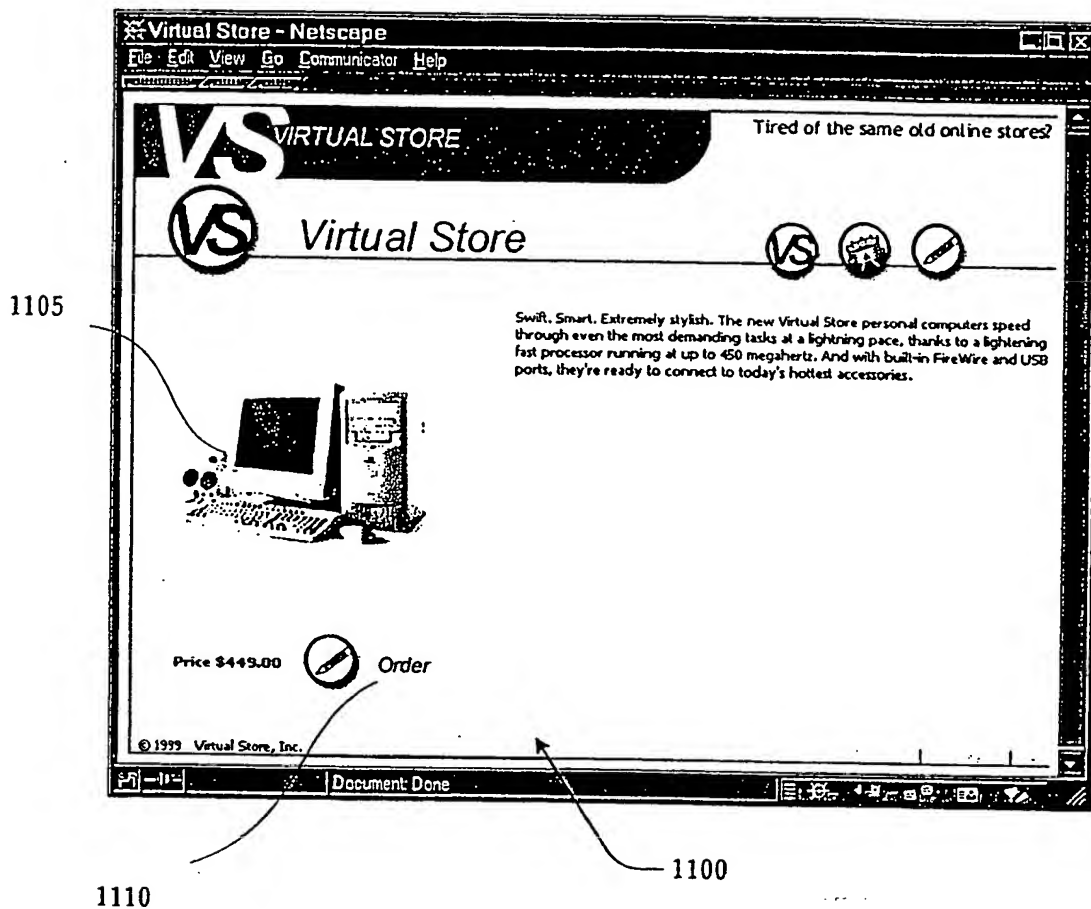 Virtual Store - Netscape
File Edit View Go Communicator Help
VS VIRTUAL STORE
Tired of the same old online stores?
VS Virtual Store VS
1105
Swift. Smart. Extremely stylish. The new Virtual Store personal computers speed
through even the most demanding tasks at a lightning pace, thanks to a lightening
fast processor running at up to 450 megahertz. And with built-in FireWire and USB
ports, they're ready to connect to today's hottest accessories.
Price $449.00 Order
© 1999 Virtual Store, Inc.
Document: Done
1100
1110